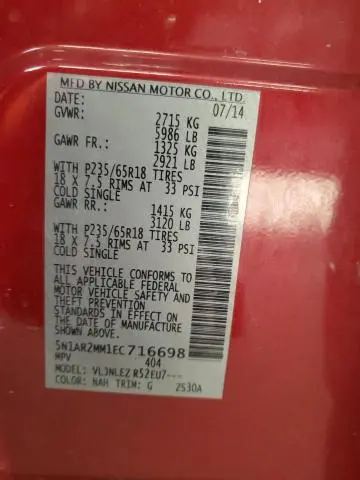 MFD BY NISSAN MOTOR CO., LTD.
DATE: 07/14
GVWR: 2715 KG
5986 LB
GAWR FR: 1325 KG
2921 LB
WITH P235/65R18 TIRES
18 X 7.5 RIMS AT 33 PSI
COLD SINGLE
GAWR RR: 1415 KG
3120 LB
WITH P235/65R18 TIRES
18 X 7.5 RIMS AT 33 PSI
COLD SINGLE
THIS VEHICLE CONFORMS TO
ALL APPLICABLE FEDERAL
MOTOR VEHICLE SAFETY AND
THEFT PREVENTION
STANDARDS IN EFFECT ON
THE DATE OF MANUFACTURE
SHOWN ABOVE.
5N1AR2MM1EC716698
MPV 404
MODEL: VLJNLEZ R52EU7---
COLOR: NAH TRIM: G 2530A